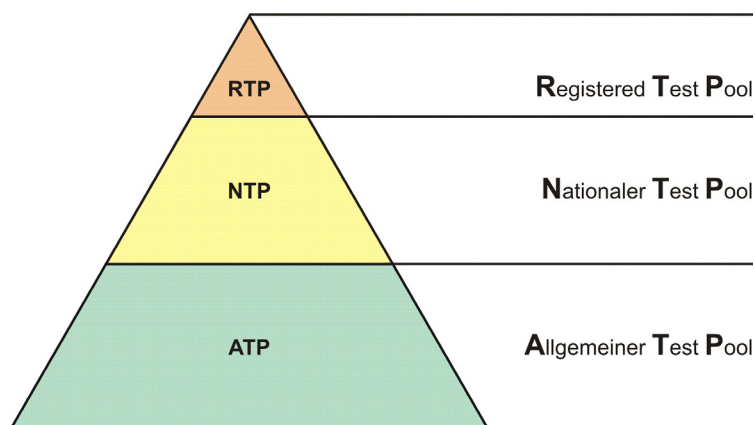 RTP Registered Test Pool
NTP Nationaler Test Pool
ATP Allgemeiner Test Pool